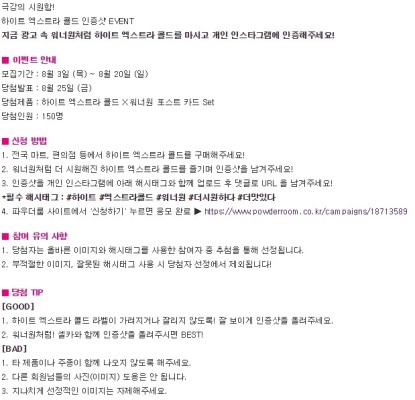 극강의 시원함!
하이트 엑스트라 콜드 인증샷 EVENT
지금 광고 속 워너원처럼 하이트 엑스트라 콜드를 마시고 개인 인스타그램에 인증해주세요!
■ 이벤트 안내
모집기간 : 8월 3일 (목) ~ 8월 20일 (일)
당첨발표 : 8월 25일 (금)
당첨제품 : 하이트 엑스트라 콜드 X 워너원 포스트 카드 Set
당첨인원 : 150명
■ 신청 방법
1. 전국 마트, 편의점 등에서 하이트 엑스트라 콜드를 구매해주세요!
2. 워너원처럼 더 시원해진 하이트 엑스트라 콜드를 즐기며 인증샷을 남겨주세요!
3. 인증샷을 개인 인스타그램에 아래 해시태그와 함께 업로드 후 댓글로 URL 을 남겨주세요!
*필수 해시태그 : #하이트 #엑스트라콜드 #워너원 #더시원하다 #더맛있다
4. 파우더룸 사이트에서 '신청하기' 누르면 응모 완료 ▶ https://www.powderroom.co.kr/campaigns/18713589
■ 참여 유의 사항
1. 당첨자는 올바른 이미지와 해시태그를 사용한 참여자 중 추첨을 통해 선정됩니다.
2. 부적절한 이미지, 잘못된 해시태그 사용 시 당첨자 선정에서 제외됩니다!
■ 당첨 TIP
[GOOD]
1. 하이트 엑스트라 콜드 라벨이 가려지거나 잘리지 않도록! 잘 보이게 인증샷을 올려주세요.
2. 워너원처럼! 셀카와 함께 인증샷을 올려주시면 BEST!
[BAD]
1. 타 제품이나 주종이 함께 나오지 않도록 해주세요.
2. 다른 회원님들의 사진(이미지) 도용은 안 됩니다.
3. 지나치게 선정적인 이미지는 자제해주세요.